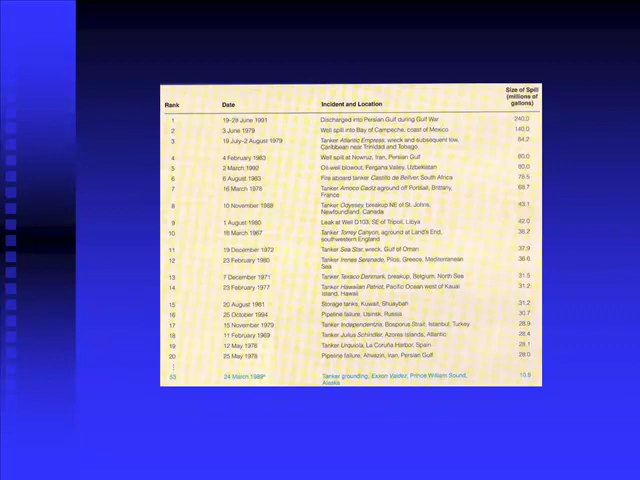 Size of Spill
(millions of
gallons)
Rank Date Incident and Location
1 19–28 June 1991 Discharged into Persian Gulf during Gulf War 240.0
2 3 June 1979 Well spill into Bay of Campeche, coast of Mexico 140.0
3 19 July–2 August 1979 Tanker Atlantic Empress, wreck and subsequent tow, 84.2
Caribbean near Trinidad and Tobago
4 4 February 1983 Well spill at Nowruz, Iran, Persian Gulf 80.0
5 2 March 1992 Oil-well blowout, Fergana Valley, Uzbekistan 80.0
6 6 August 1983 Fire aboard tanker Castillo de Bellver, South Africa 78.5
7 16 March 1978 Tanker Amoco Cadiz aground off Portsall, Brittany, 68.7
France
8 10 November 1988 Tanker Odyssey, breakup NE of St. Johns, 43.1
Newfoundland, Canada
9 1 August 1980 Leak at Well D103, SE of Tripoli, Libya 42.0
10 18 March 1967 Tanker Torrey Canyon, aground at Land's End, 38.2
southwestern England
11 19 December 1972 Tanker Sea Star, wreck, Gulf of Oman 37.9
12 23 February 1980 Tanker Irenes Serenade, Pilos, Greece, Mediterranean 36.6
Sea
13 7 December 1971 Tanker Texaco Denmark, breakup, Belgium, North Sea 31.5
14 23 February 1977 Tanker Hawaiian Patriot, Pacific Ocean west of Kauai 31.2
Island, Hawaii
15 20 August 1981 Storage tanks, Kuwait, Shuaybah 31.2
16 25 October 1994 Pipeline failure, Usinsk, Russia 30.7
17 15 November 1979 Tanker Independentzia, Bosporus Strait, Istanbul, Turkey 28.9
18 11 February 1969 Tanker Julius Schindler, Azores Islands, Atlantic 28.4
19 12 May 1976 Tanker Urquiola, La Coruña Harbor, Spain 28.1
20 25 May 1978 Pipeline failure, Ahvazin, Iran, Persian Gulf 28.0
53 24 March Tanker grounding, Exxon Valdez, Prince William Sound,
Alaska